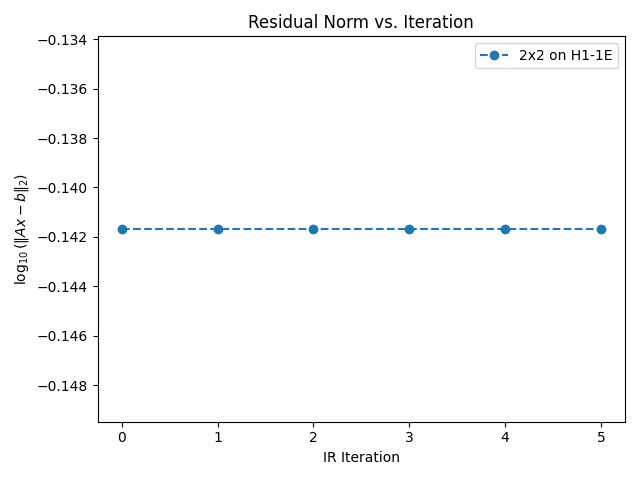 Residual Norm vs. Iteration
2x2 on H1-1E
−0.134
−0.136
−0.138
−0.140
−0.142
−0.144
−0.146
−0.148
log₁₀(‖Ax − b‖₂)
0 1 2 3 4 5
IR Iteration